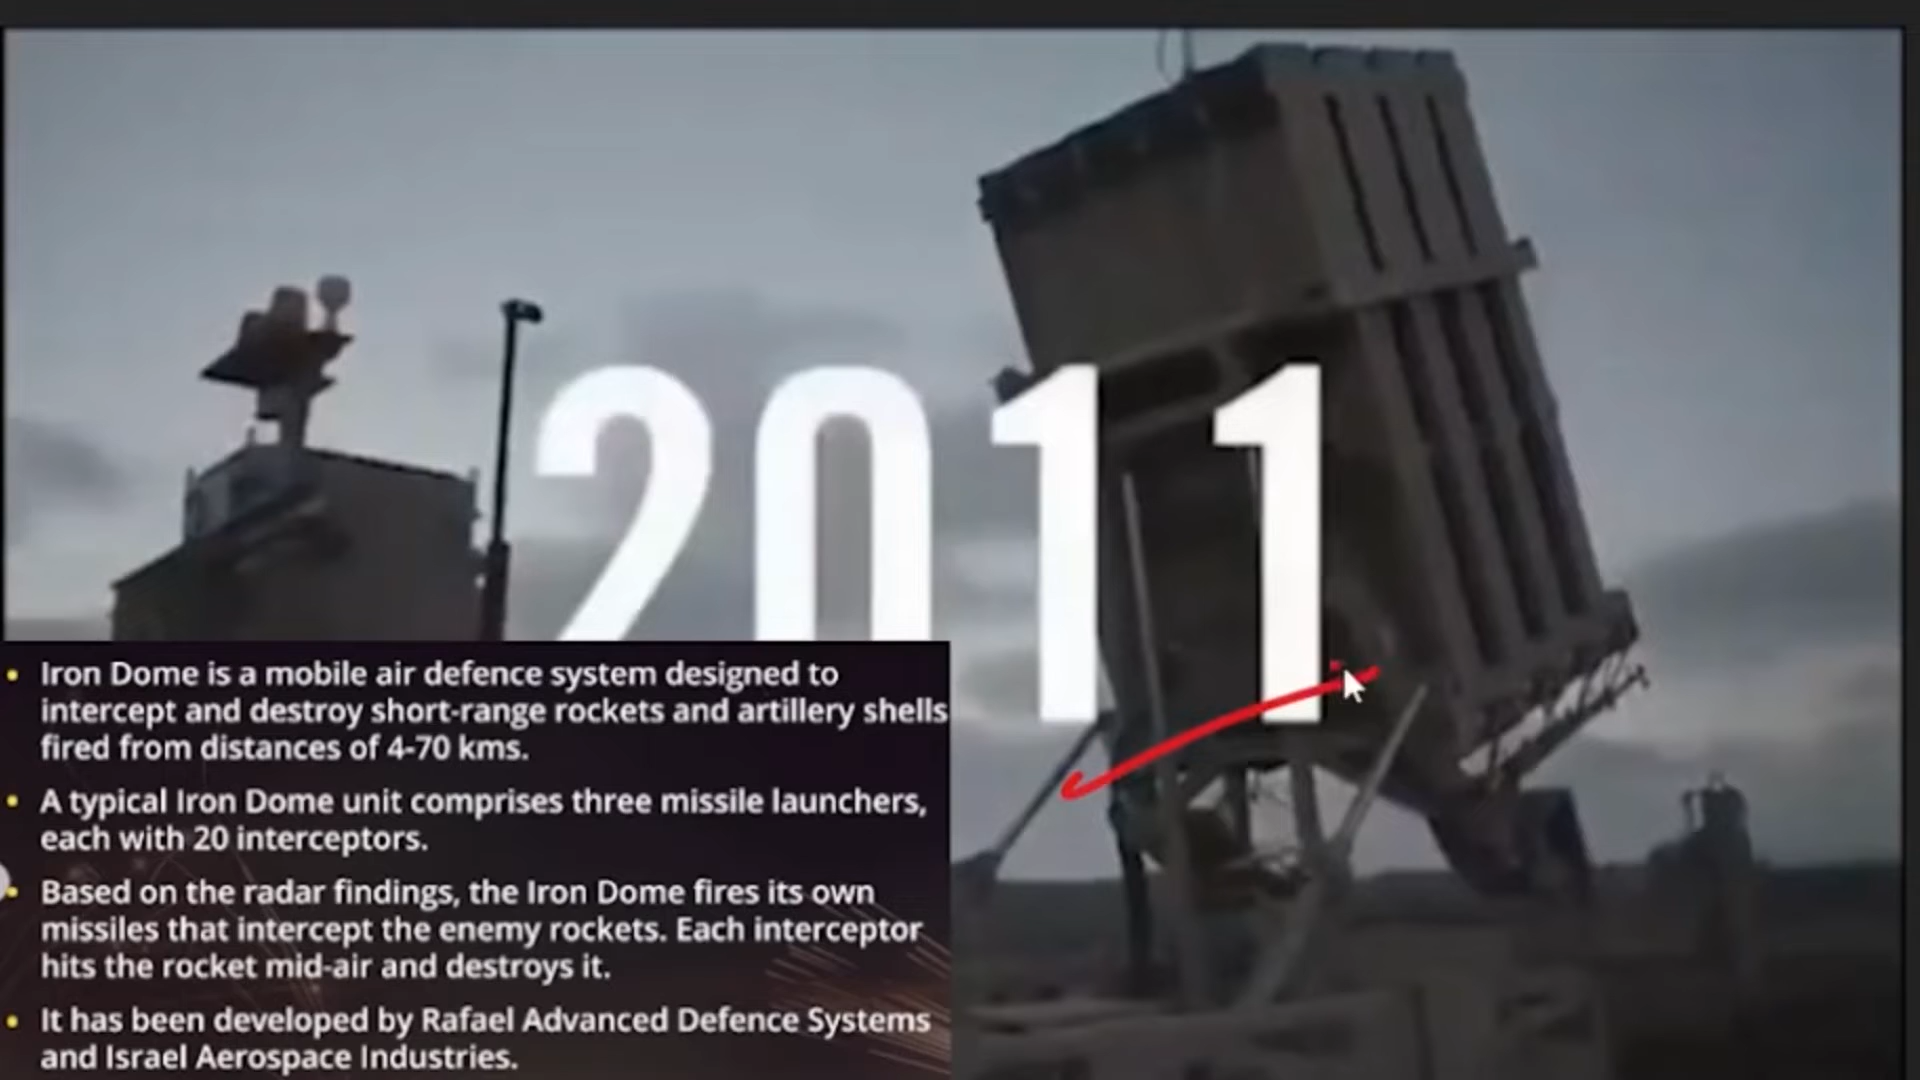 2011
• Iron Dome is a mobile air defence system designed to
intercept and destroy short-range rockets and artillery shells
fired from distances of 4-70 kms.
• A typical Iron Dome unit comprises three missile launchers,
each with 20 interceptors.
• Based on the radar findings, the Iron Dome fires its own
missiles that intercept the enemy rockets. Each interceptor
hits the rocket mid-air and destroys it.
• It has been developed by Rafael Advanced Defence Systems
and Israel Aerospace Industries.